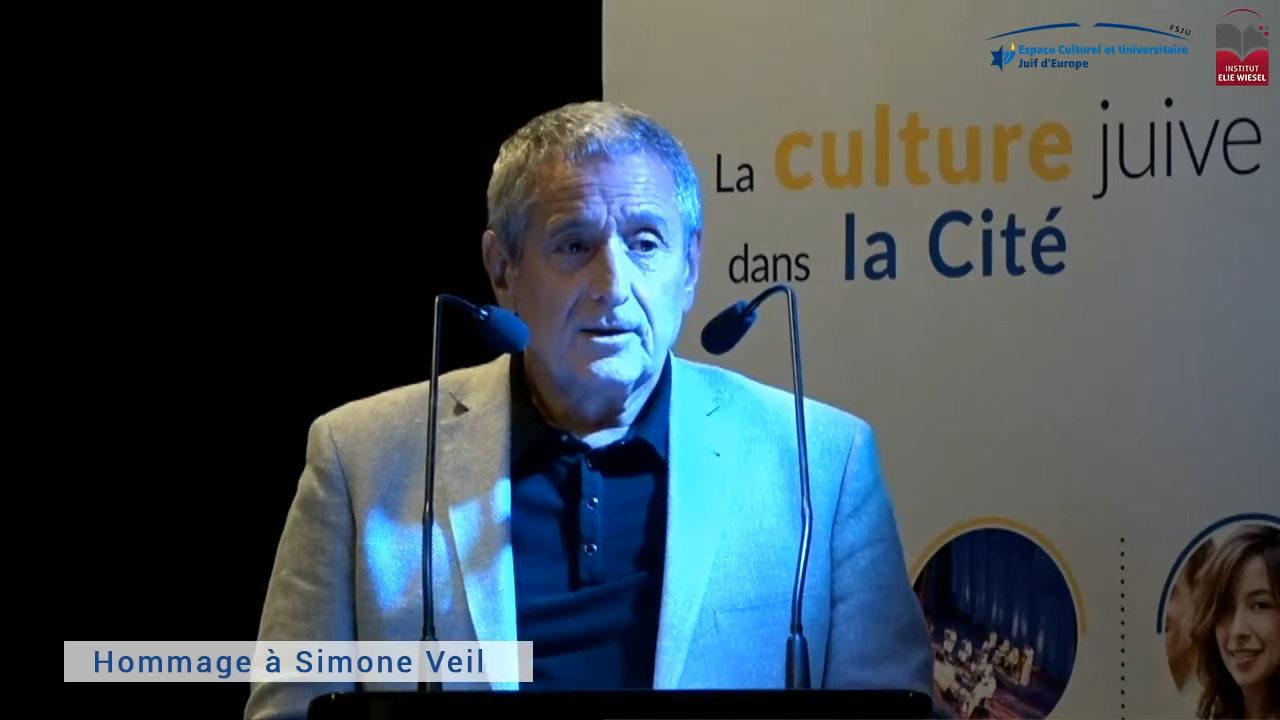 FSJU
Espace Culturel et Universitaire
Juif d'Europe
INSTITUT
ELIE WIESEL
La culture juive
dans la Cité
Hommage à Simone Veil